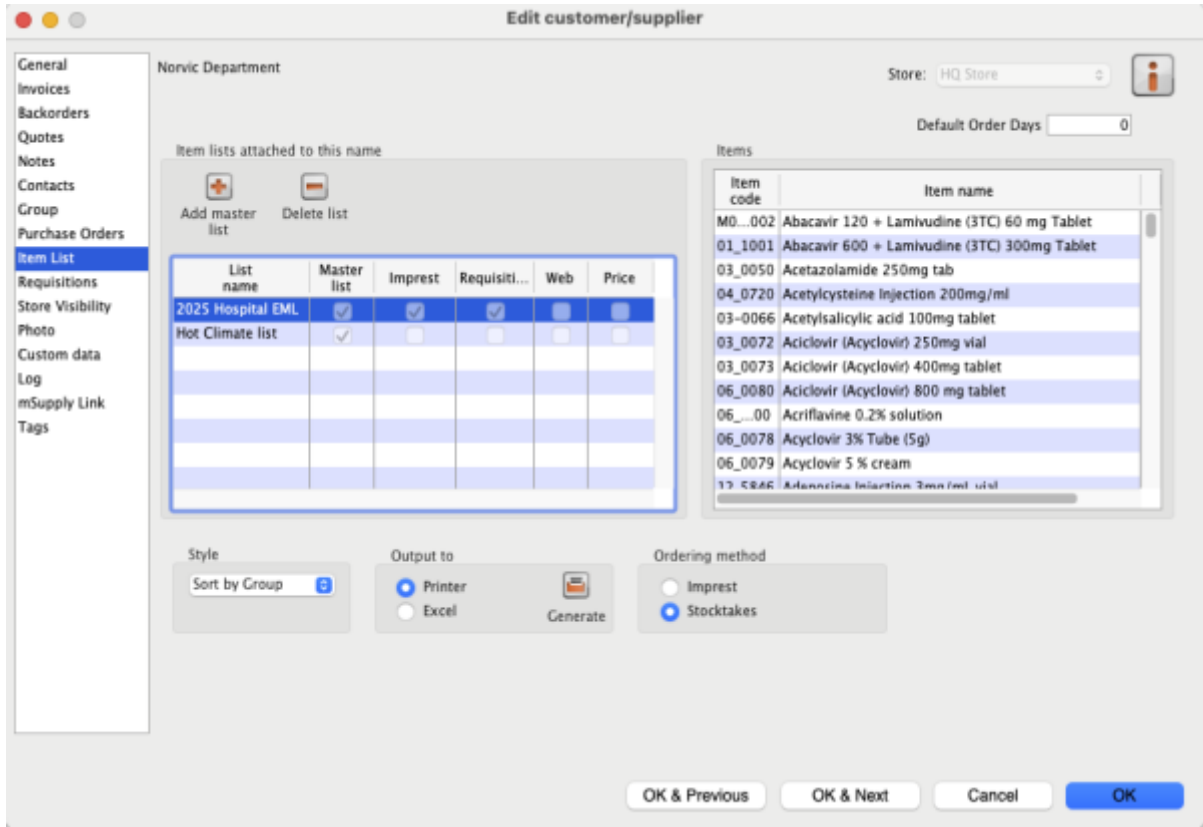 Edit customer/supplier
General
Invoices
Backorders
Quotes
Notes
Contacts
Group
Purchase Orders
Item List
Requisitions
Store Visibility
Photo
Custom data
Log
mSupply Link
Tags
Norvic Department
Store: HQ Store
Default Order Days 0
Item lists attached to this name
Add master list
Delete list
List name Master list Imprest Requisiti... Web Price
2025 Hospital EML
Hot Climate list
Items
Item code Item name
M0...002 Abacavir 120 + Lamivudine (3TC) 60 mg Tablet
01_1001 Abacavir 600 + Lamivudine (3TC) 300mg Tablet
03_0050 Acetazolamide 250mg tab
04_0720 Acetylcysteine Injection 200mg/ml
03-0066 Acetylsalicylic acid 100mg tablet
03_0072 Aciclovir (Acyclovir) 250mg vial
03_0073 Aciclovir (Acyclovir) 400mg tablet
06_0080 Aciclovir (Acyclovir) 800 mg tablet
06_...00 Acriflavine 0.2% solution
06_0078 Acyclovir 3% Tube (5g)
06_0079 Acyclovir 5 % cream
12_5846 Adenosine Injection 3mg/ml vial
Style
Sort by Group
Output to
Printer
Excel
Generate
Ordering method
Imprest
Stocktakes
OK & Previous
OK & Next
Cancel
OK